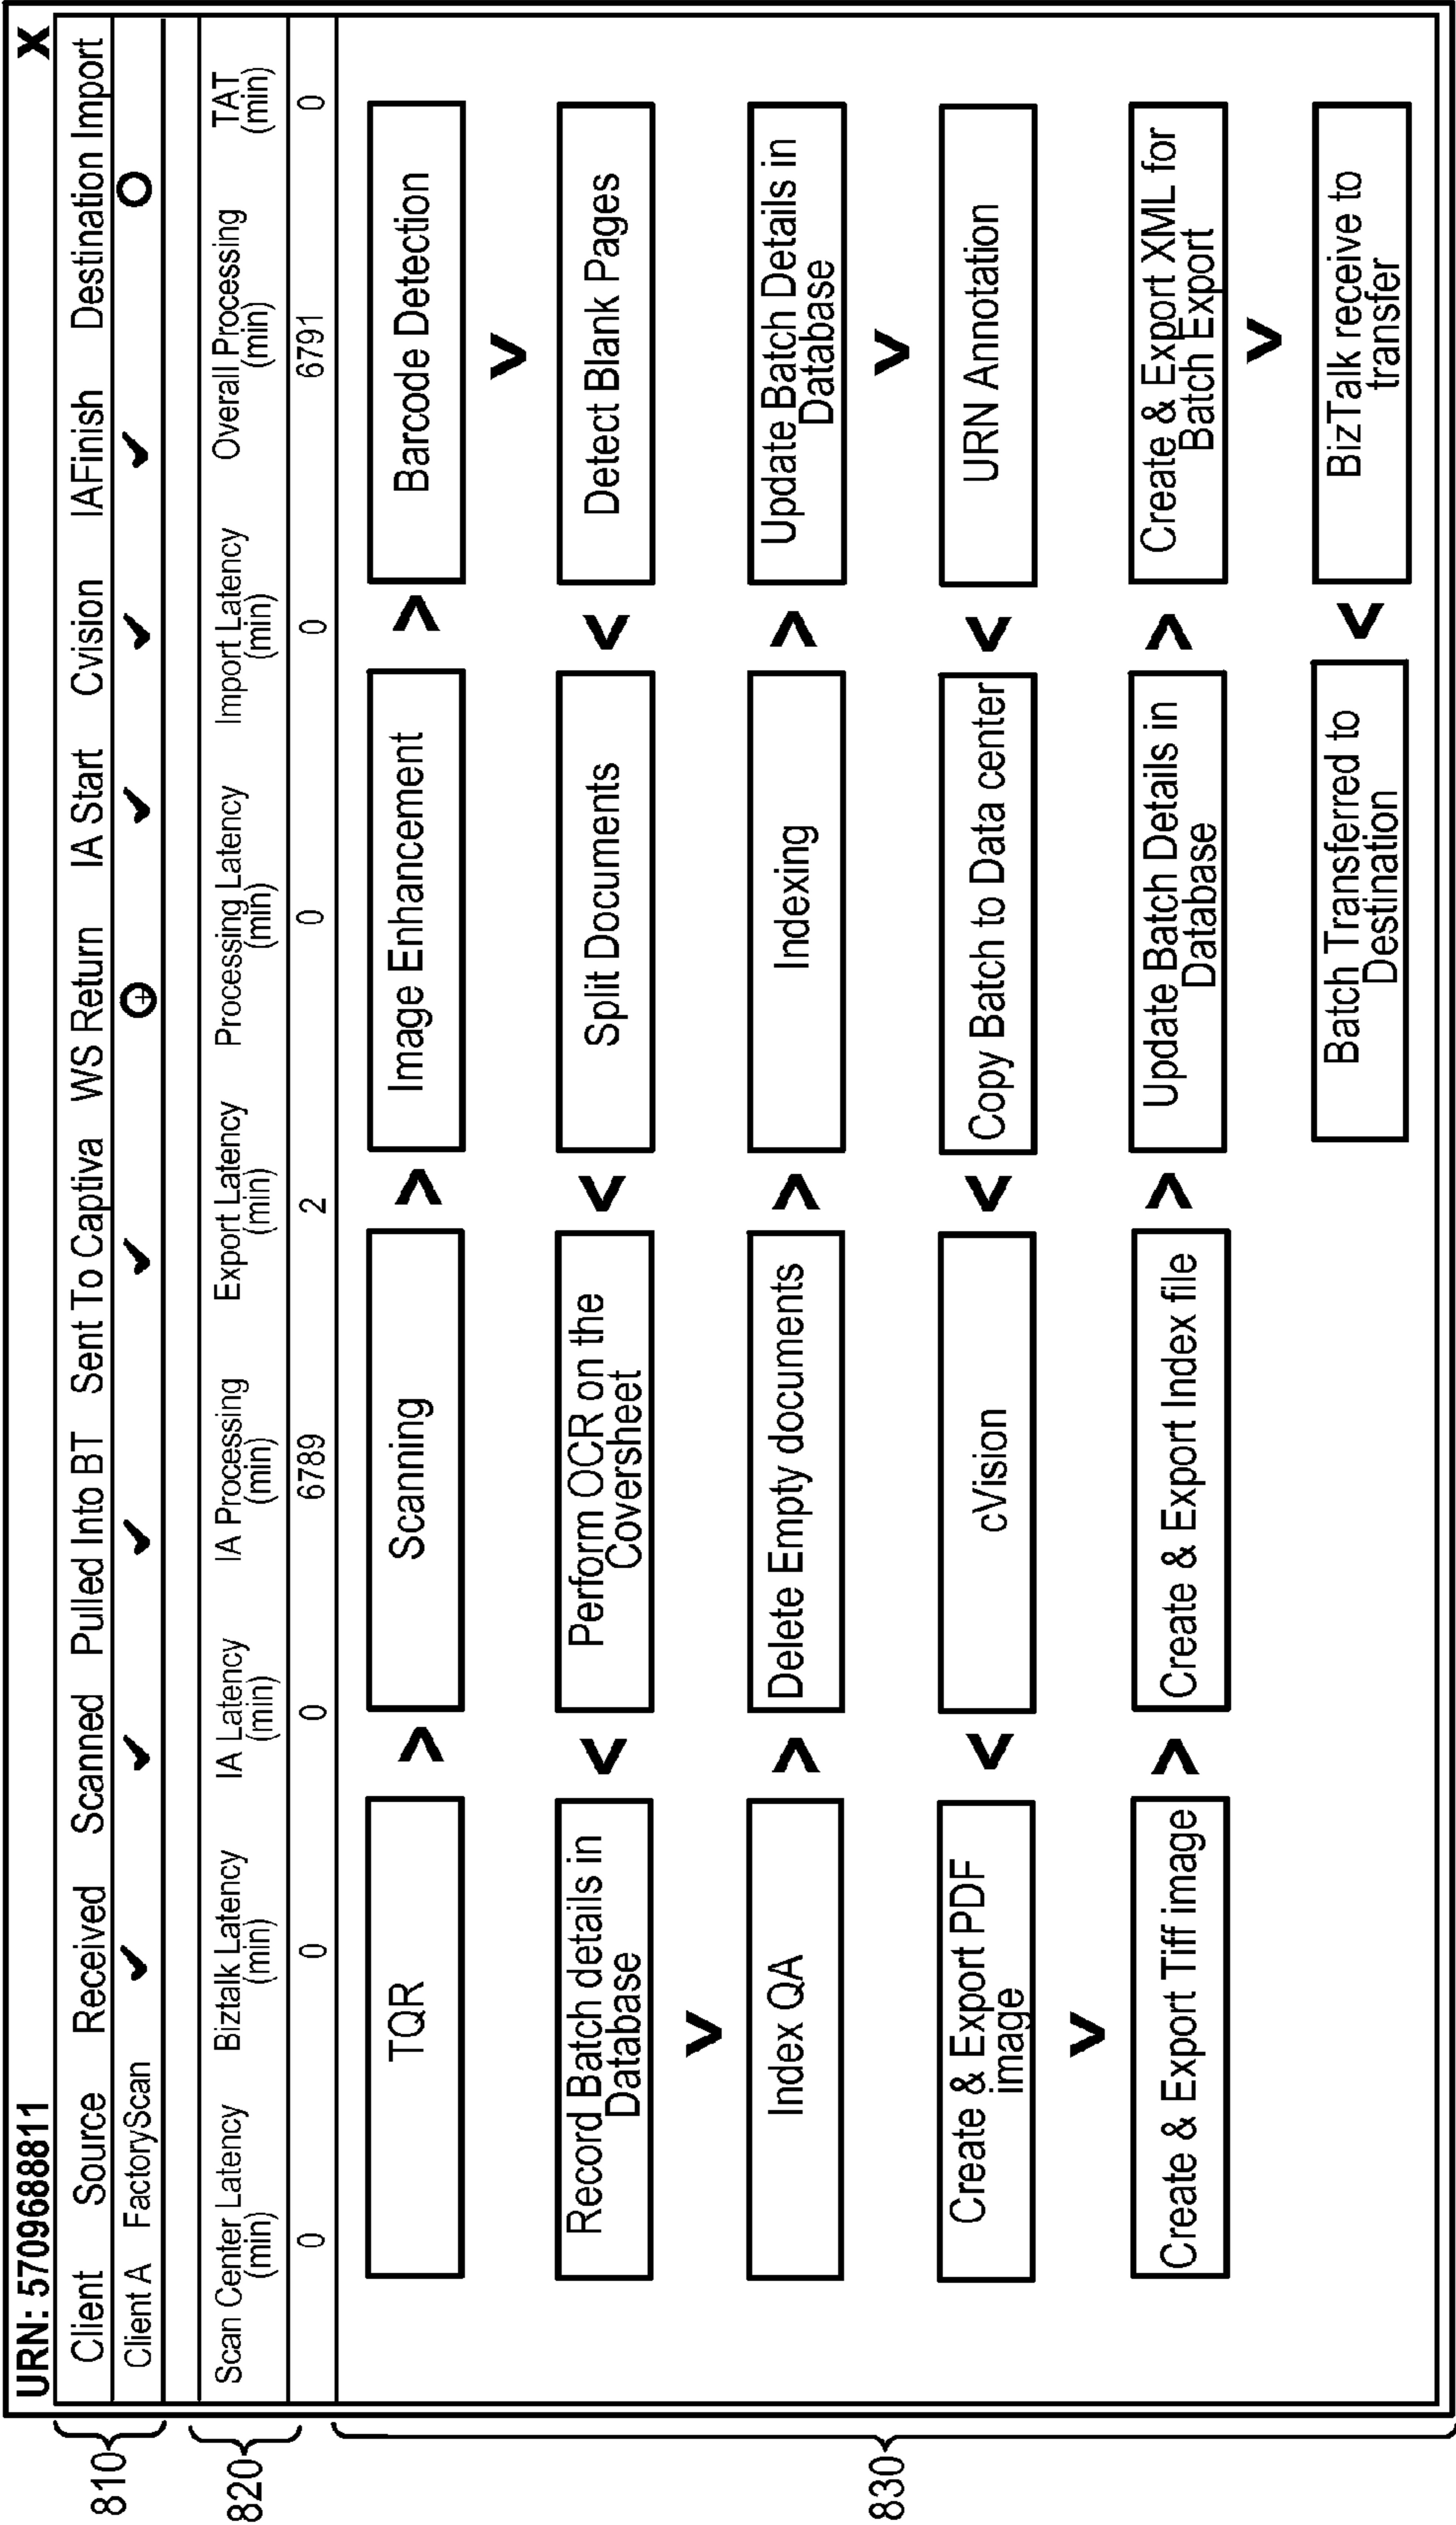 URN: 5709688811 X
Client Source Received Scanned Pulled Into BT Sent To Captiva WS Return IA Start Cvision IAFinish Destination Import
Client A FactoryScan
810
Scan Center Latency (min) Biztalk Latency (min) IA Latency (min) IA Processing (min) Export Latency (min) Processing Latency (min) Import Latency (min) Overall Processing (min) TAT (min)
0 0 0 6789 2 0 0 6791 0
820
TQR > Scanning > Image Enhancement > Barcode Detection
>
Record Batch details in
Database
<
Perform OCR on the
Coversheet
<
Split Documents
<
Detect Blank Pages
>
Index QA > Delete Empty documents > Indexing >
Update Batch Details in
Database
>
Create & Export PDF
image
<
cVision
<
Copy Batch to Data center
<
URN Annotation
>
Create & Export Tiff image > Create & Export Index file >
Update Batch Details in
Database
>
Create & Export XML for
Batch Export
>
Batch Transferred to
Destination
<
BizTalk receive to
transfer
830